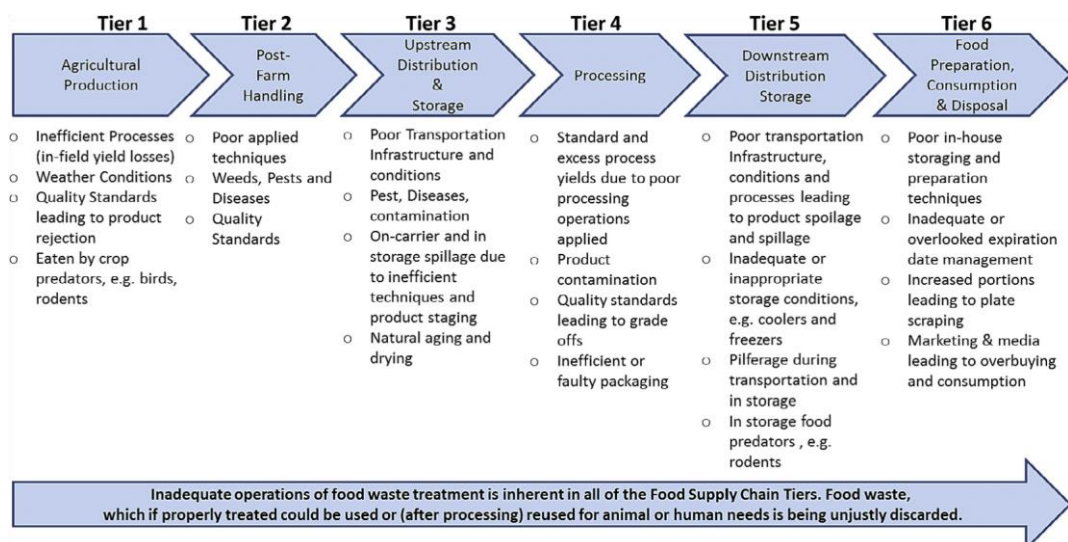 Tier 1
Tier 2
Tier 3
Tier 4
Tier 5
Tier 6
Agricultural
Production
Post-
Farm
Handling
Upstream
Distribution
&
Storage
Processing
Downstream
Distribution
Storage
Food
Preparation,
Consumption
& Disposal
o Inefficient Processes
(in-field yield losses)
o Weather Conditions
o Quality Standards
leading to product
rejection
o Eaten by crop
predators, e.g. birds,
rodents
o Poor applied
techniques
o Weeds, Pests and
Diseases
o Quality
Standards
o Poor Transportation
Infrastructure and
conditions
o Pest, Diseases,
contamination
o On-carrier and in
storage spillage due
to inefficient
techniques and
product staging
o Natural aging and
drying
o Standard and
excess process
yields due to poor
processing
operations
applied
o Product
contamination
o Quality standards
leading to grade
offs
o Inefficient or
faulty packaging
o Poor transportation
Infrastructure,
conditions and
processes leading
to product spoilage
and spillage
o Inadequate or
inappropriate
storage conditions,
e.g. coolers and
freezers
o Pilferage during
transportation and
in storage
o In storage food
predators , e.g.
rodents
o Poor in-house
storaging and
preparation
techniques
o Inadequate or
overlooked expiration
date management
o Increased portions
leading to plate
scraping
o Marketing & media
leading to overbuying
and consumption
Inadequate operations of food waste treatment is inherent in all of the Food Supply Chain Tiers. Food waste,
which if properly treated could be used or (after processing) reused for animal or human needs is being unjustly discarded.